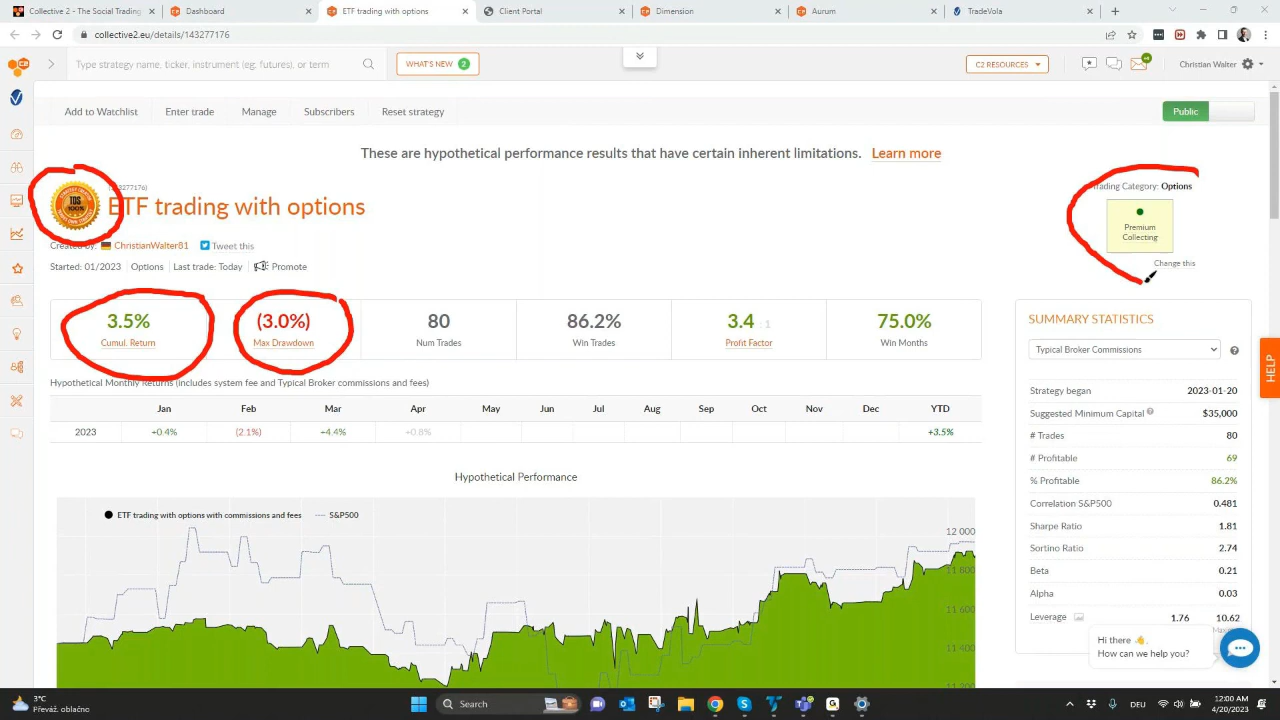 Collective 2 - The Social Trading
Dashboard
ETF trading with options
Client Portal
Dimension
Aurum
TradeVola
collective2.eu/details/143277176
Type strategy name, ticker, instrument (eg. futures). or term
WHAT'S NEW 2
C2 RESOURCES
Christian Walter
Add to Watchlist
Enter trade
Manage
Subscribers
Reset strategy
Public
These are hypothetical performance results that have certain inherent limitations. Learn more
TOS
100%
ETF trading with options
Trading Category: Options
Premium
Collecting
Change this
Created by: ChristianWalter81 Tweet this
Started: 01/2023 Options Last trade: Today Promote
3.5%
Cumul. Return
(3.0%)
Max Drawdown
80
Num Trades
86.2%
Win Trades
3.4 : 1
Profit Factor
75.0%
Win Months
Hypothetical Monthly Returns (includes system fee and Typical Broker commissions and fees)
Jan Feb Mar Apr May Jun Jul Aug Sep Oct Nov Dec YTD
2023 +0.4% (2.1%) +4.4% +0.8% +3.5%
Hypothetical Performance
ETF trading with options with commissions and fees S&P500
12 000
11 800
11 600
11 400
11 200
SUMMARY STATISTICS
Typical Broker Commissions
Strategy began 2023-01-20
Suggested Minimum Capital $35,000
# Trades 80
# Profitable 69
% Profitable 86.2%
Correlation S&P500 0.481
Sharpe Ratio 1.81
Sortino Ratio 2.74
Beta 0.21
Alpha 0.03
Leverage 1.76 10.62
HELP
Hi there 👋,
How can we help you?
3°C
Převáž. oblačno
Search
DEU
12:00 AM
4/20/2023